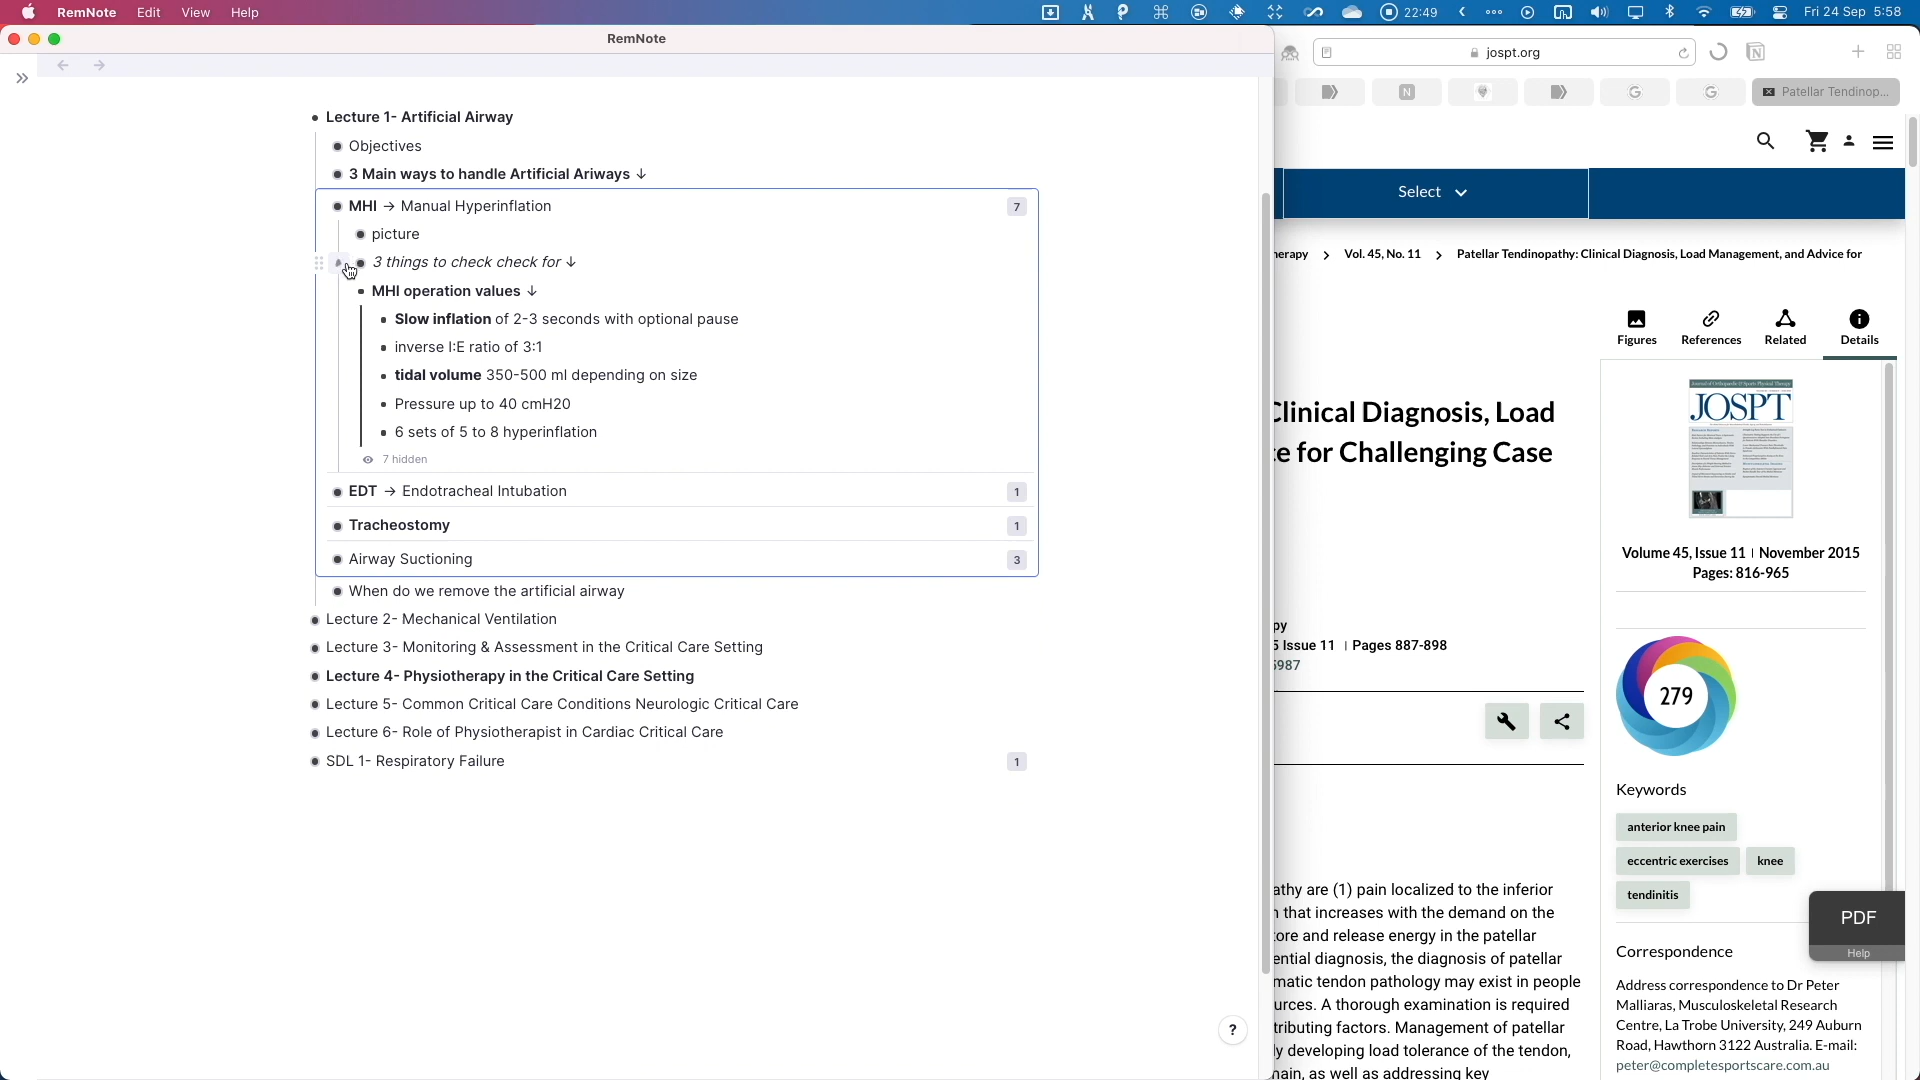 RemNote Edit View Help
22:49 Fri 24 Sep 5:58
RemNote
Lecture 1- Artificial Airway
Objectives
3 Main ways to handle Artificial Ariways ↓
MHI → Manual Hyperinflation 7
picture
3 things to check check for ↓
MHI operation values ↓
Slow inflation of 2-3 seconds with optional pause
inverse I:E ratio of 3:1
tidal volume 350-500 ml depending on size
Pressure up to 40 cmH20
6 sets of 5 to 8 hyperinflation
7 hidden
EDT → Endotracheal Intubation 1
Tracheostomy 1
Airway Suctioning 3
When do we remove the artificial airway
Lecture 2- Mechanical Ventilation
Lecture 3- Monitoring & Assessment in the Critical Care Setting
Lecture 4- Physiotherapy in the Critical Care Setting
Lecture 5- Common Critical Care Conditions Neurologic Critical Care
Lecture 6- Role of Physiotherapist in Cardiac Critical Care
SDL 1- Respiratory Failure 1
?
jospt.org
Patellar Tendinop...
Select
herapy > Vol. 45, No. 11 > Patellar Tendinopathy: Clinical Diagnosis, Load Management, and Advice for
Clinical Diagnosis, Load
e for Challenging Case
py
5 Issue 11 | Pages 887-898
5987
athy are (1) pain localized to the inferior
n that increases with the demand on the
tore and release energy in the patellar
ential diagnosis, the diagnosis of patellar
matic tendon pathology may exist in people
urces. A thorough examination is required
tributing factors. Management of patellar
ly developing load tolerance of the tendon,
hain, as well as addressing key
Figures References Related Details
JOSPT
Volume 45, Issue 11 | November 2015
Pages: 816-965
279
Keywords
anterior knee pain
eccentric exercises knee
tendinitis
PDF
Help
Correspondence
Address correspondence to Dr Peter
Malliaras, Musculoskeletal Research
Centre, La Trobe University, 249 Auburn
Road, Hawthorn 3122 Australia. E-mail:
peter@completesportscare.com.au